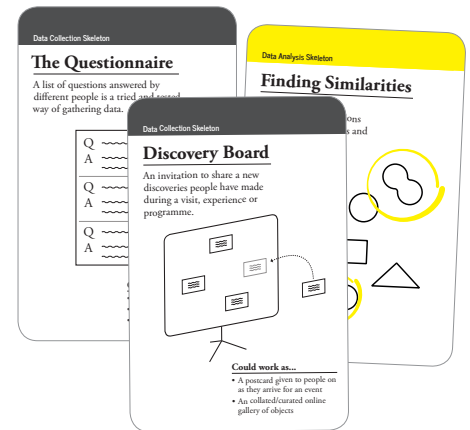 Data Collection Skeleton
The Questionnaire
A list of questions answered by
different people is a tried and tested
way of gathering data.
Q
A
Q
A
Q
A
Data Analysis Skeleton
Finding Similarities
and
Data Collection Skeleton
Discovery Board
An invitation to share a new
discoveries people have made
during a visit, experience or
programme.
Could work as...
• A postcard given to people on
as they arrive for an event
• An collated/curated online
gallery of objects